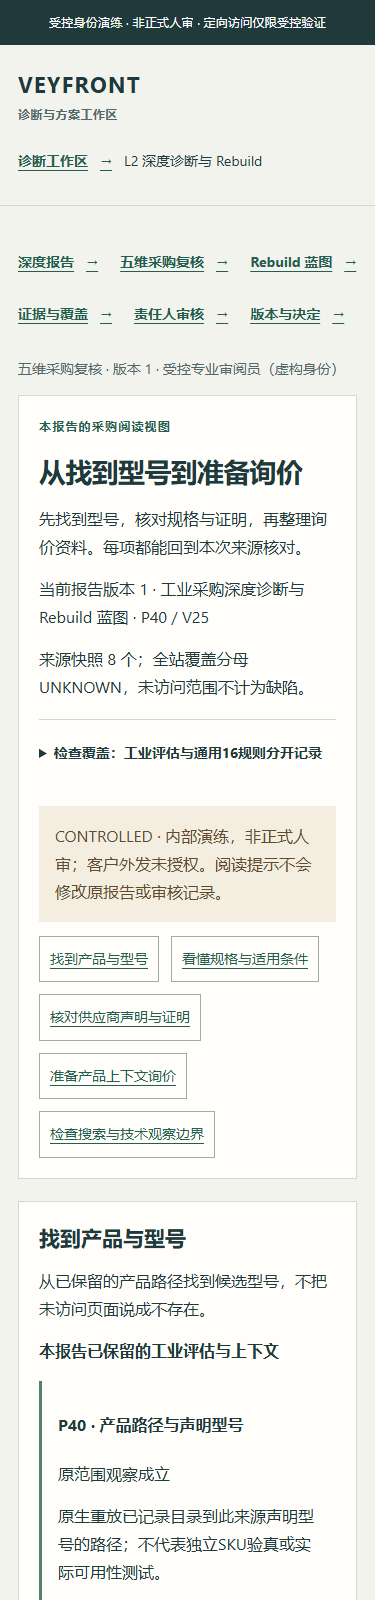 受控身份演练 · 非正式人审 · 定向访问仅限受控验证
VEYFRONT
诊断与方案工作区
诊断工作区 → L2 深度诊断与 Rebuild
深度报告 → 五维采购复核 → Rebuild 蓝图 →
证据与覆盖 → 责任人审核 → 版本与决定 →
五维采购复核 · 版本 1 · 受控专业审阅员（虚构身份）
本报告的采购阅读视图
从找到型号到准备询价
先找到型号，核对规格与证明，再整理询
价资料。每项都能回到本次来源核对。
当前报告版本 1 · 工业采购深度诊断与
Rebuild 蓝图 · P40 / V25
来源快照 8 个；全站覆盖分母
UNKNOWN，未访问范围不计为缺陷。
▶ 检查覆盖：工业评估与通用16规则分开记录
CONTROLLED · 内部演练，非正式人
审；客户外发未授权。阅读提示不会
修改原报告或审核记录。
找到产品与型号
看懂规格与适用条件
核对供应商声明与证明
准备产品上下文询价
检查搜索与技术观察边界
找到产品与型号
从已保留的产品路径找到候选型号，不把
未访问页面说成不存在。
本报告已保留的工业评估与上下文
P40 · 产品路径与声明型号
原范围观察成立
原生重放已记录目录到此来源声明型
号的路径；不代表独立SKU验真或实
际可用性测试。